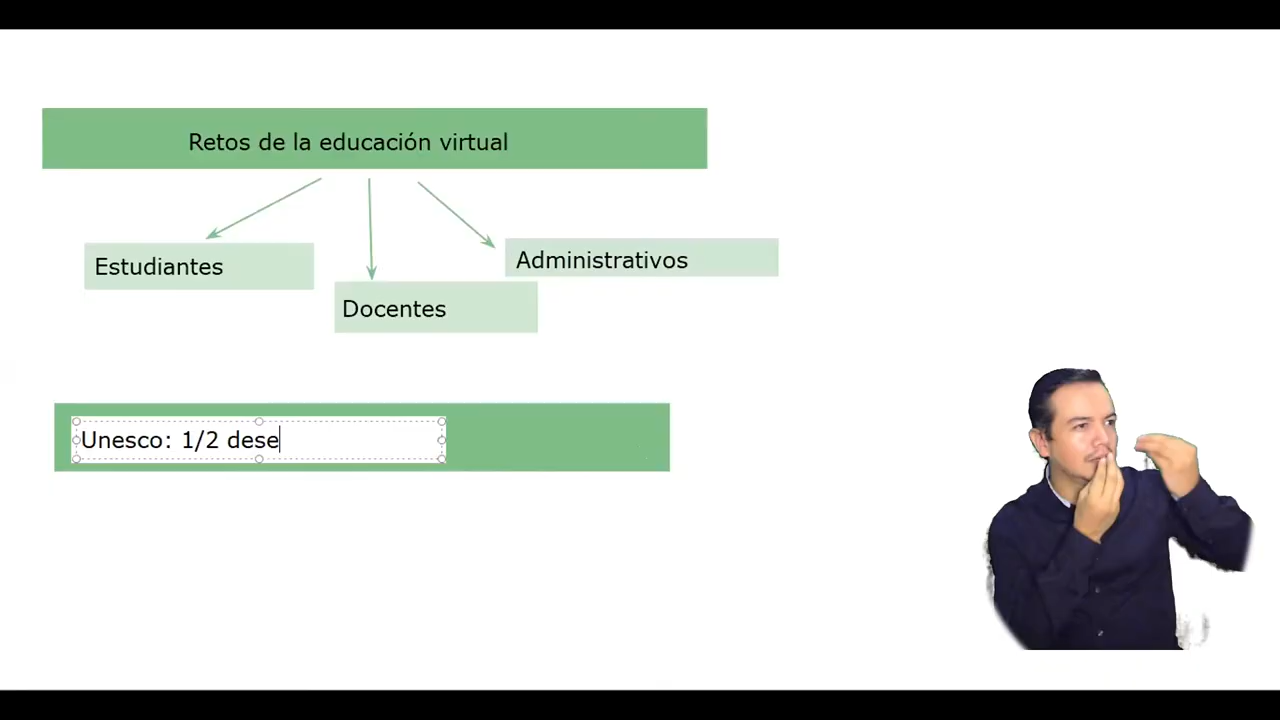 Retos de la educación virtual
Estudiantes
Administrativos
Docentes
Unesco: 1/2 dese